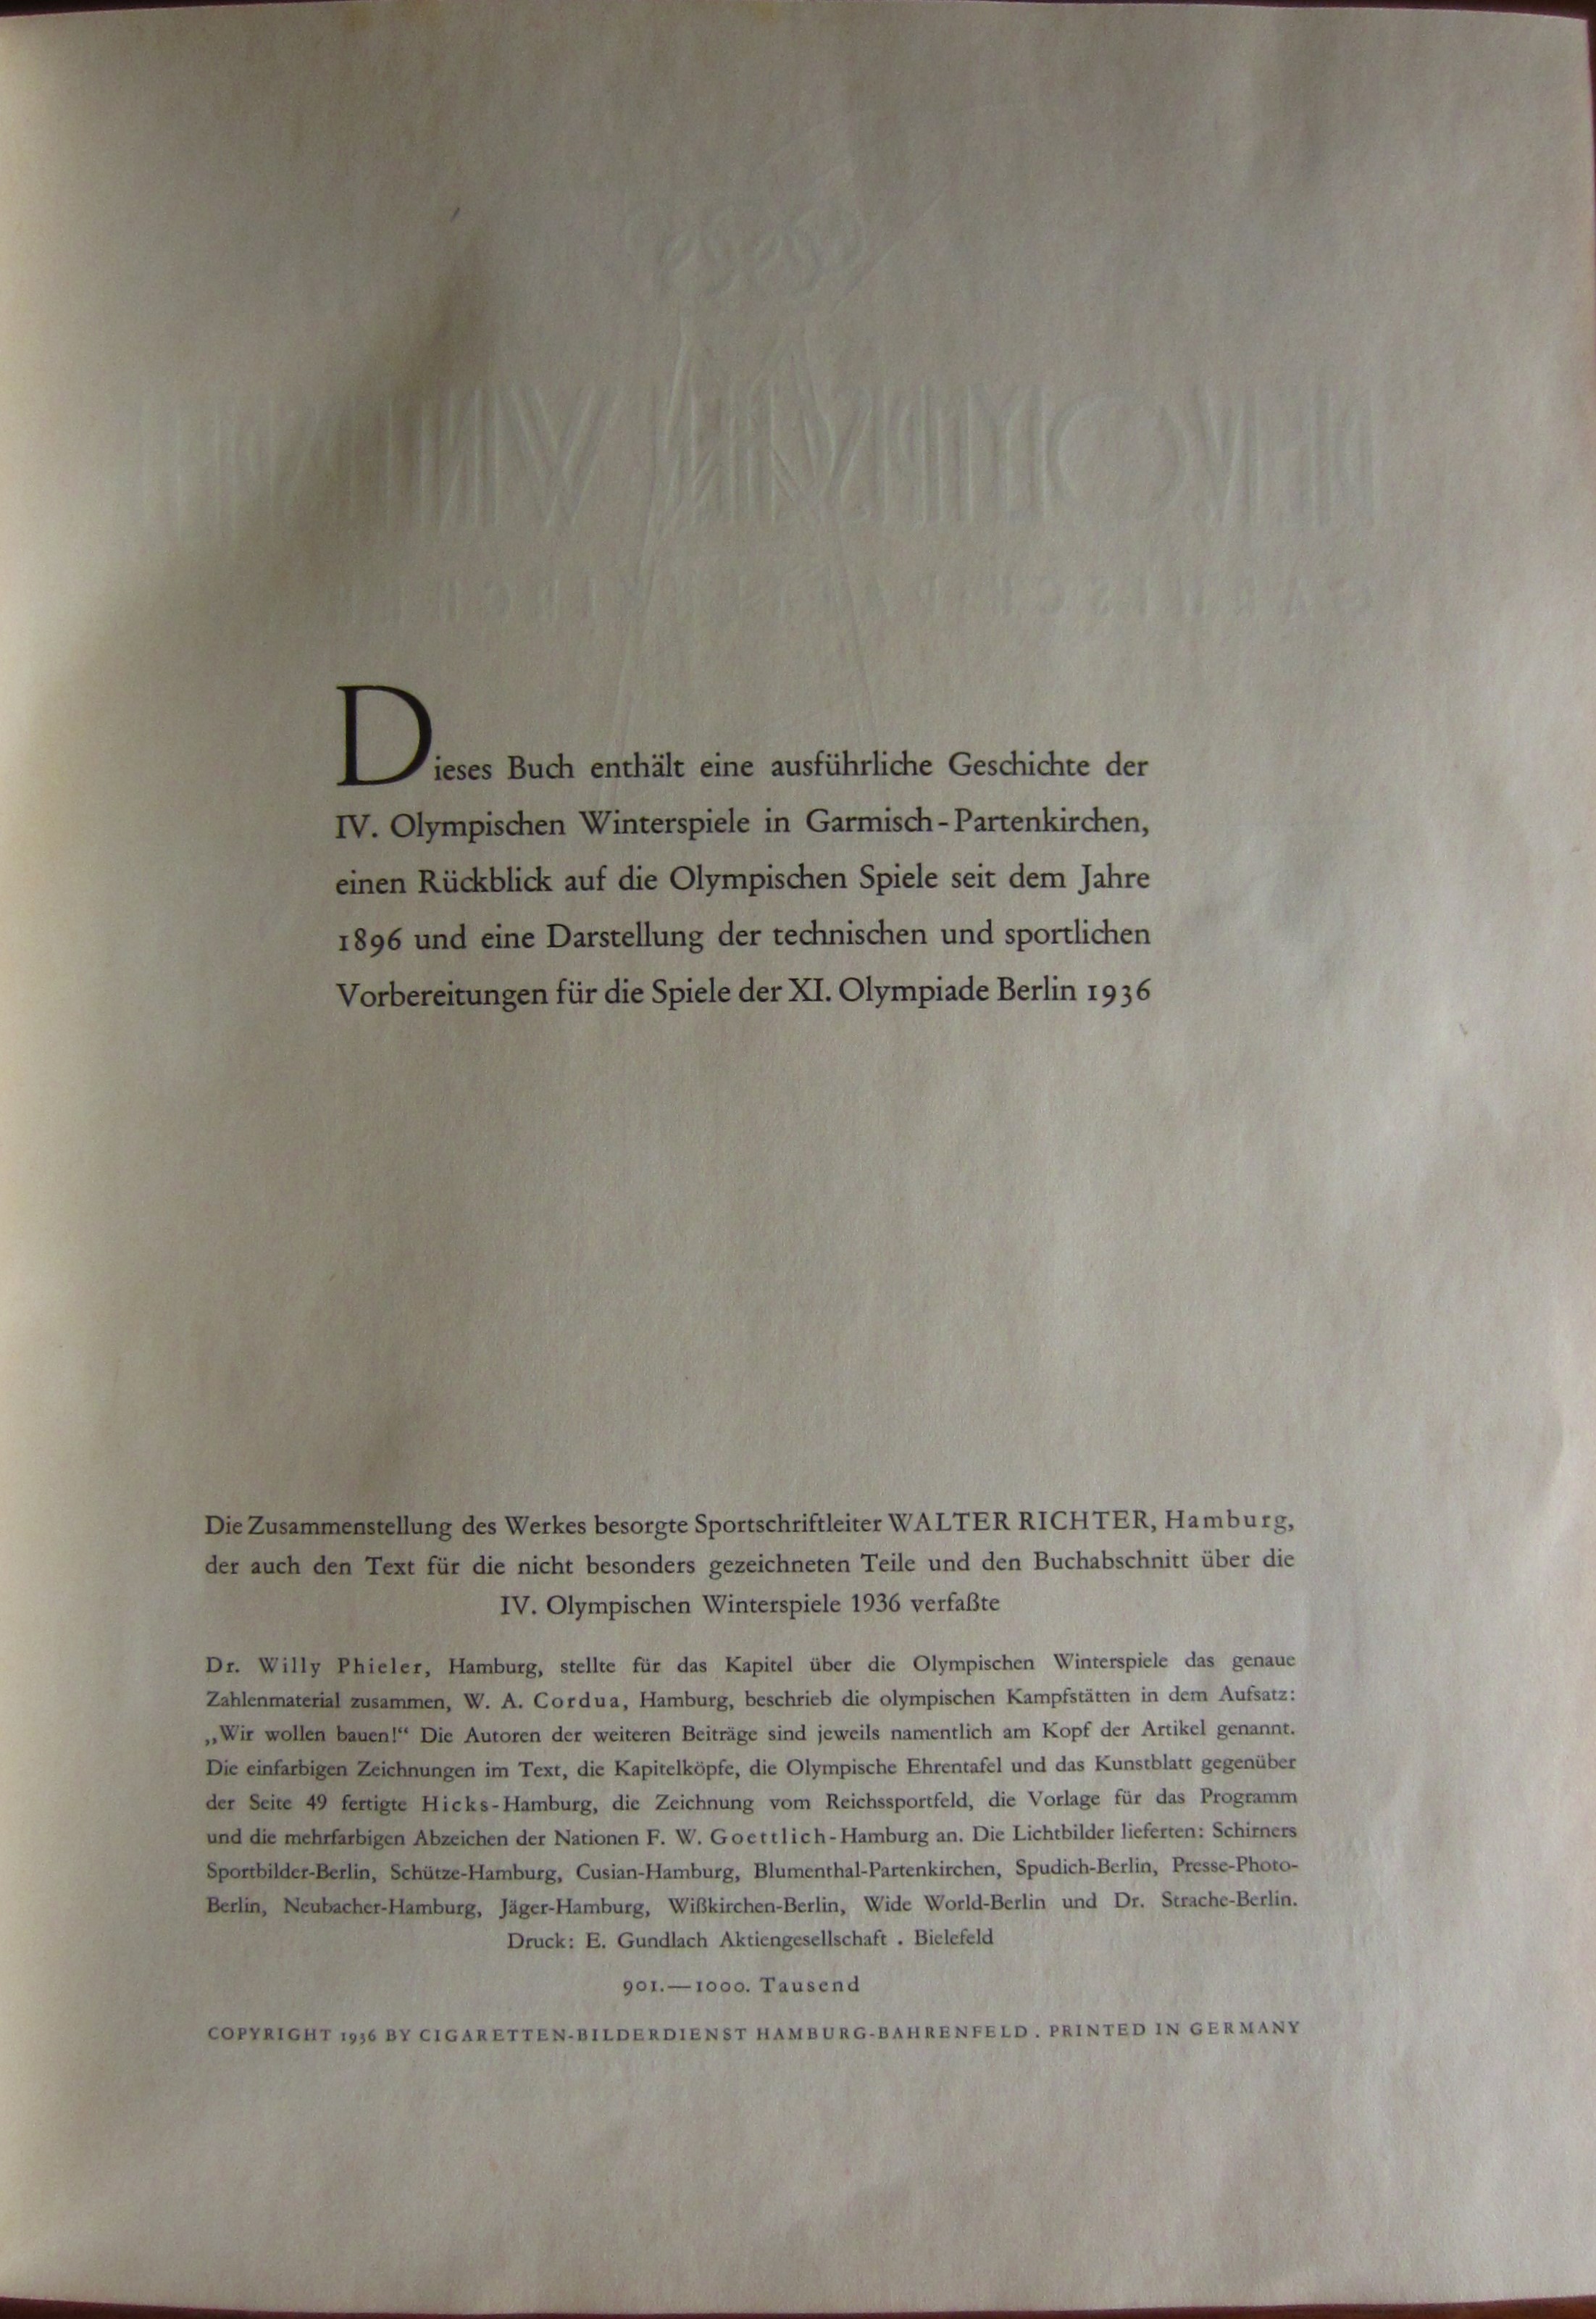 Dieses Buch enthält eine ausführliche Geschichte der
IV. Olympischen Winterspiele in Garmisch-Partenkirchen,
einen Rückblick auf die Olympischen Spiele seit dem Jahre
1896 und eine Darstellung der technischen und sportlichen
Vorbereitungen für die Spiele der XI. Olympiade Berlin 1936
Die Zusammenstellung des Werkes besorgte Sportschriftleiter WALTER RICHTER, Hamburg,
der auch den Text für die nicht besonders gezeichneten Teile und den Buchabschnitt über die
IV. Olympischen Winterspiele 1936 verfaßte
Dr. Willy Phieler, Hamburg, stellte für das Kapitel über die Olympischen Winterspiele das genaue
Zahlenmaterial zusammen, W. A. Cordua, Hamburg, beschrieb die olympischen Kampfstätten in dem Aufsatz:
„Wir wollen bauen!“ Die Autoren der weiteren Beiträge sind jeweils namentlich am Kopf der Artikel genannt.
Die einfarbigen Zeichnungen im Text, die Kapitelköpfe, die Olympische Ehrentafel und das Kunstblatt gegenüber
der Seite 49 fertigte Hicks-Hamburg, die Zeichnung vom Reichssportfeld, die Vorlage für das Programm
und die mehrfarbigen Abzeichen der Nationen F. W. Goettlich-Hamburg an. Die Lichtbilder lieferten: Schirners
Sportbilder-Berlin, Schütze-Hamburg, Cusian-Hamburg, Blumenthal-Partenkirchen, Spudich-Berlin, Presse-Photo-
Berlin, Neubacher-Hamburg, Jäger-Hamburg, Wißkirchen-Berlin, Wide World-Berlin und Dr. Strache-Berlin.
Druck: E. Gundlach Aktiengesellschaft . Bielefeld
901.—1000. Tausend
COPYRIGHT 1936 BY CIGARETTEN-BILDERDIENST HAMBURG-BAHRENFELD . PRINTED IN GERMANY